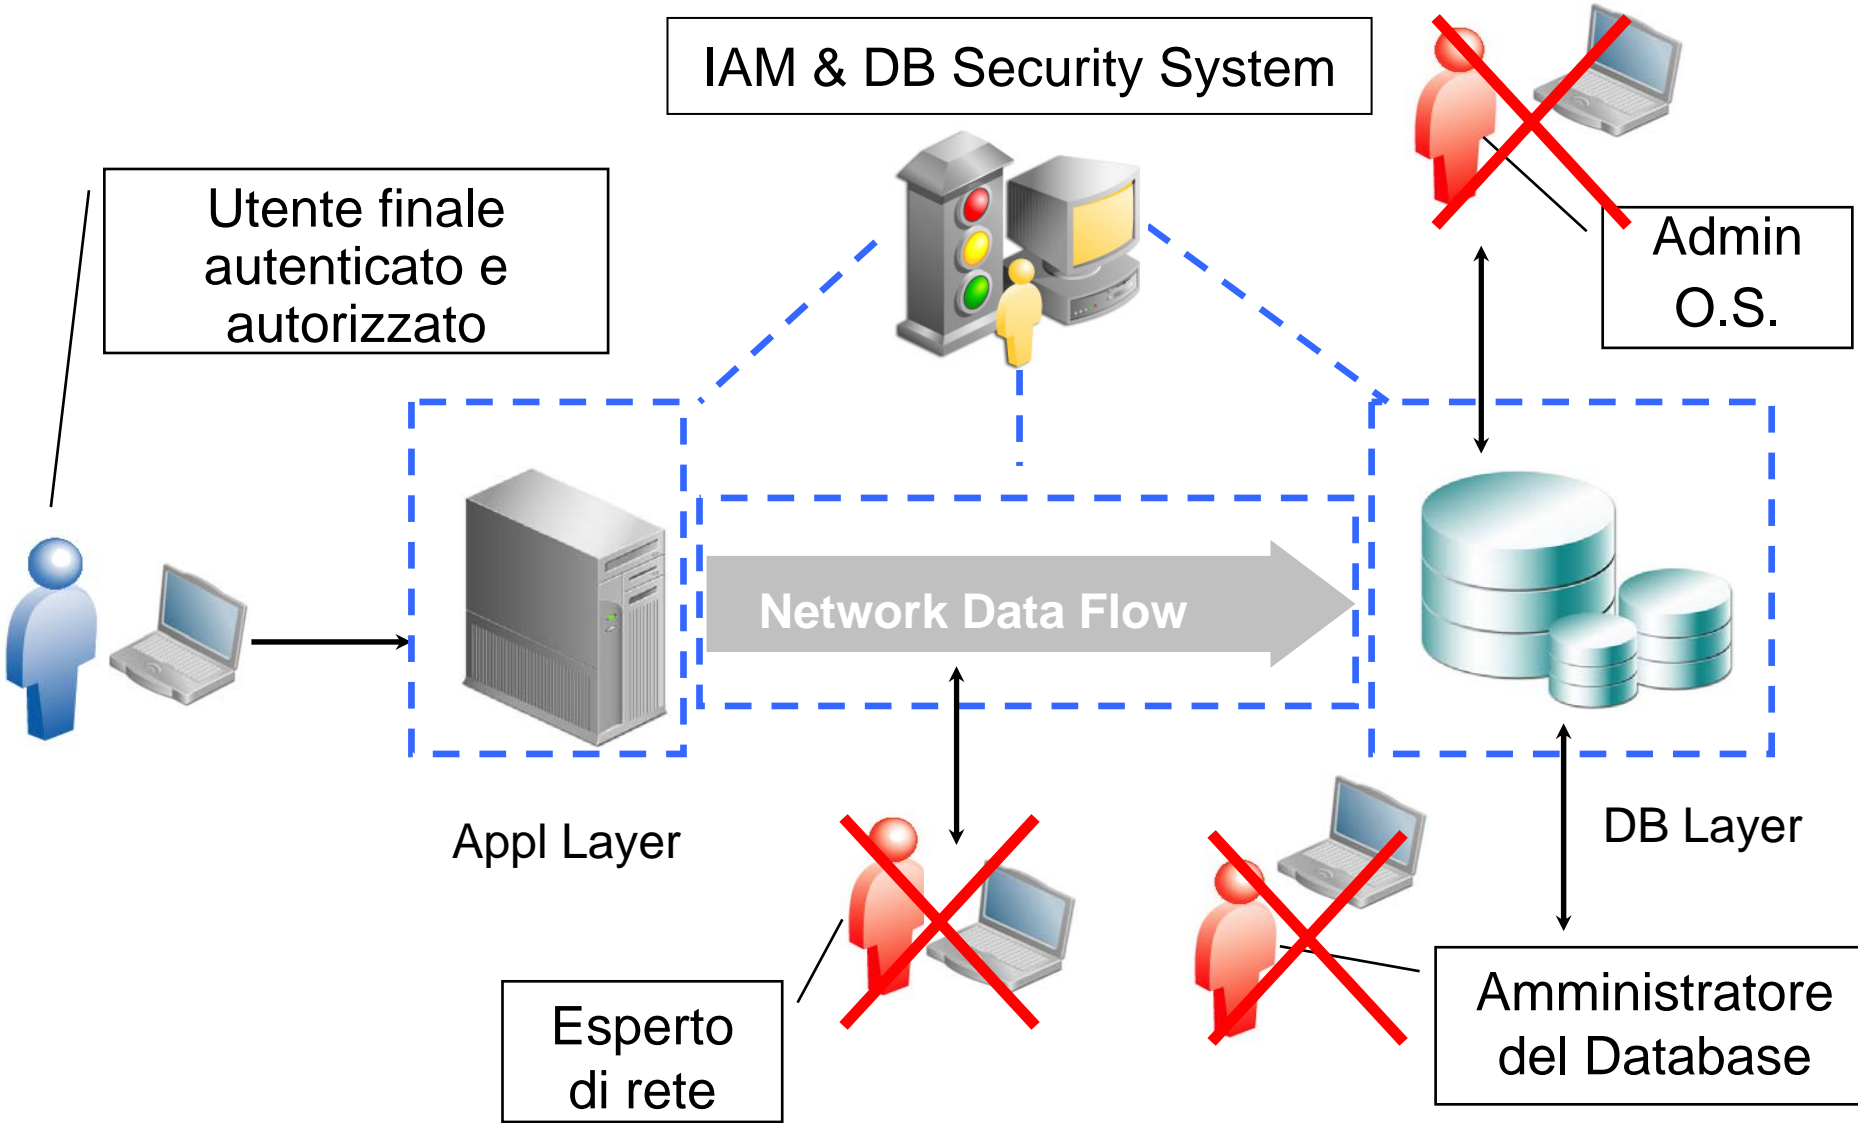 IAM & DB Security System
Utente finale
autenticato e
autorizzato
Admin
O.S.
Network Data Flow
Appl Layer
DB Layer
Esperto
di rete
Amministratore
del Database